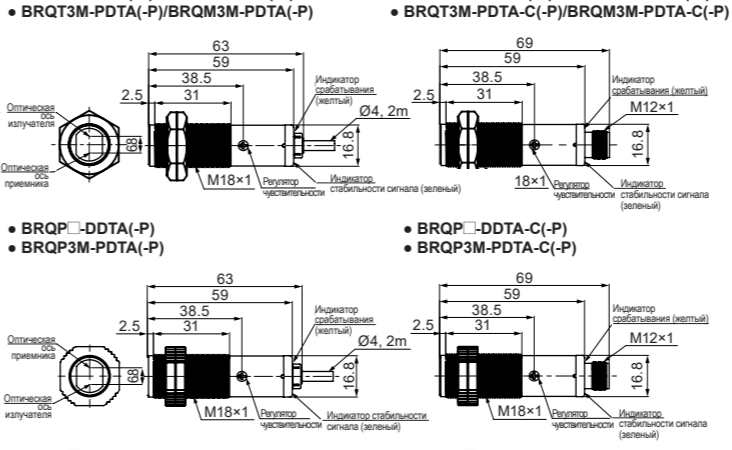 ● BRQT3M-PDTA(-P)/BRQM3M-PDTA(-P)
63
59
38.5
2.5
31
Индикатор
срабатывания
(желтый)
Ø4, 2m
Оптическая
ось
излучателя
6.8
16.8
Оптическая
ось
приемника
M18×1
Регулятор
чувствительности
Индикатор
стабильности сигнала (зеленый)
● BRQT3M-PDTA-C(-P)/BRQM3M-PDTA-C(-P)
69
59
38.5
2.5
31
Индикатор
срабатывания (желтый)
M12×1
16.8
18×1
Регулятор
чувствительности
Индикатор
стабильности сигнала
(зеленый)
● BRQP□-DDTA(-P)
● BRQP3M-PDTA(-P)
63
59
38.5
2.5
31
Индикатор
срабатывания
(желтый)
Ø4, 2m
Оптическая
ось
приемника
6.8
16.8
Оптическая
ось
излучателя
M18×1
Регулятор
чувствительности
Индикатор стабильности
сигнала (зеленый)
● BRQP□-DDTA-C(-P)
● BRQP3M-PDTA-C(-P)
69
59
38.5
2.5
31
Индикатор
срабатывания (желтый)
M12×1
16.8
M18×1
Регулятор
чувствительности
Индикатор
стабильности сигнала
(зеленый)